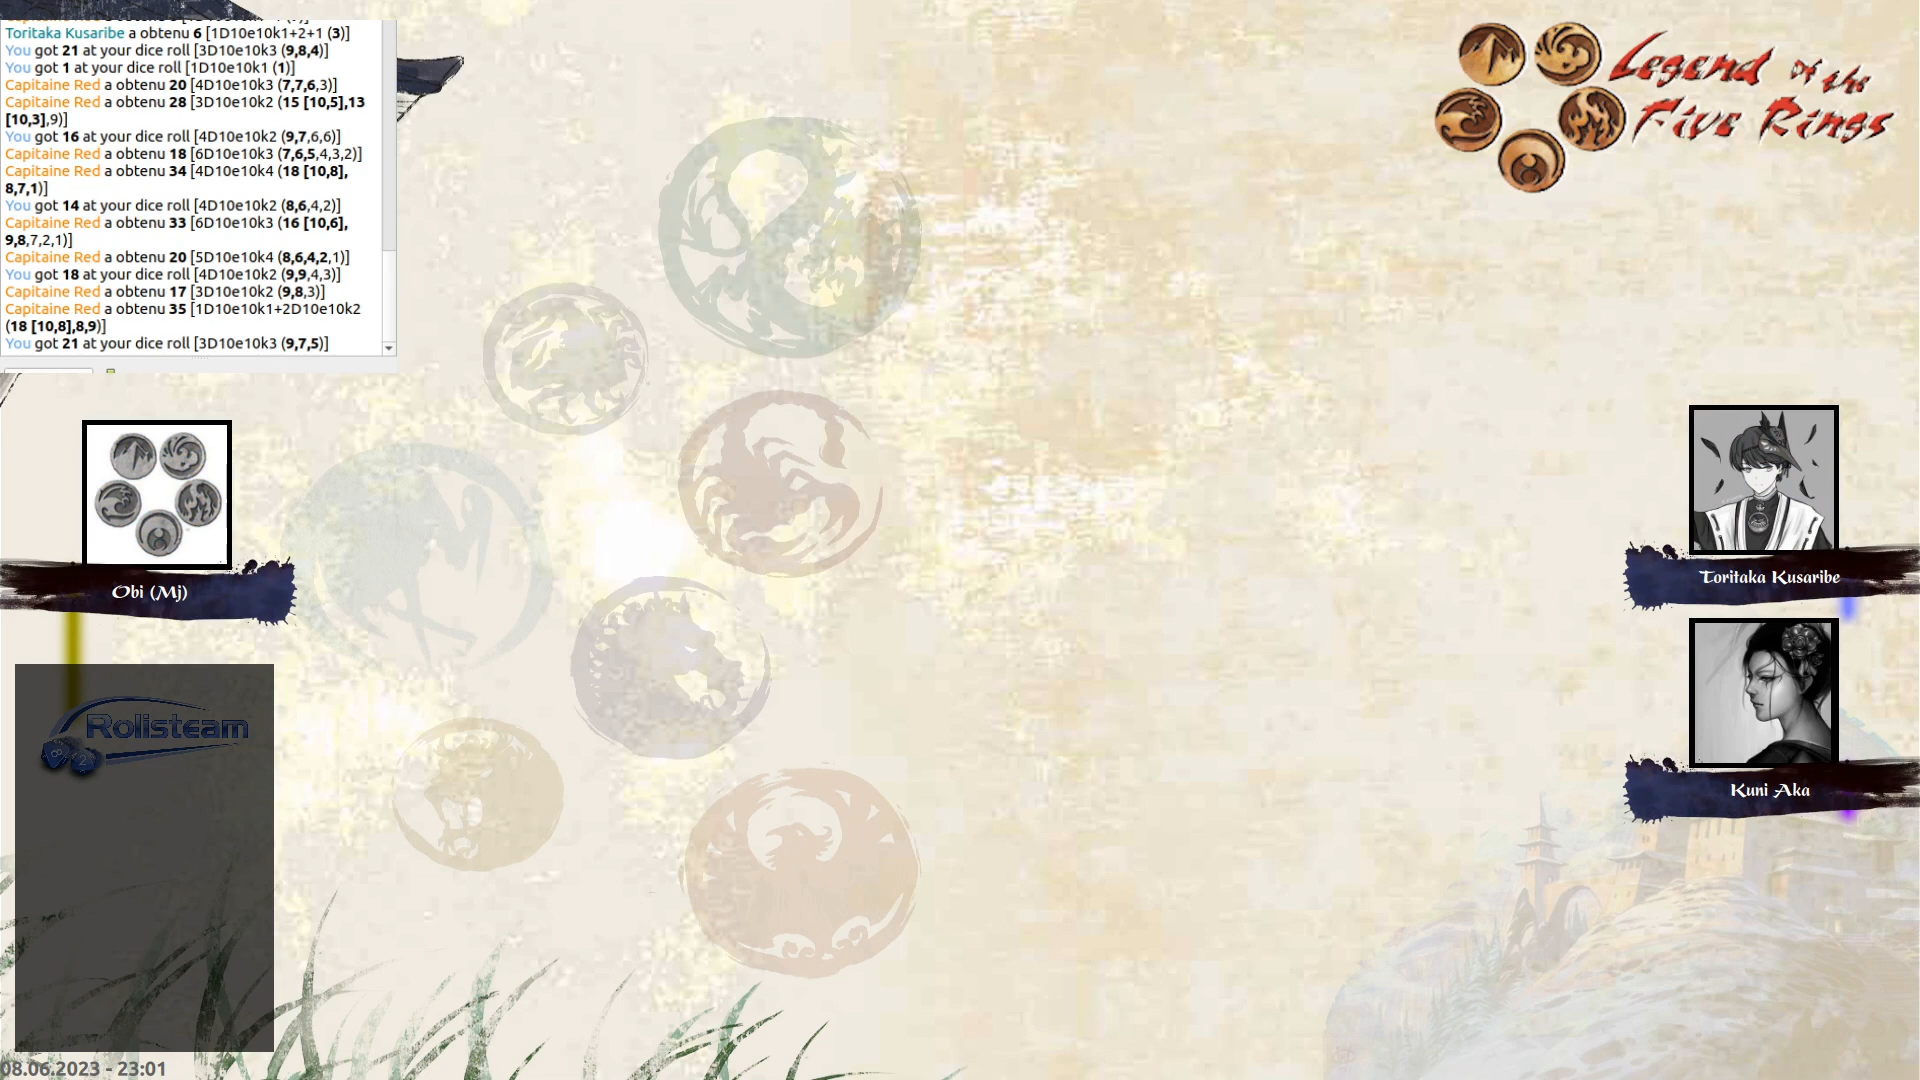 Toritaka Kusaribe a obtenu 6 [1D10e10k1+2+1 (3)]
You got 21 at your dice roll [3D10e10k3 (9,8,4)]
You got 1 at your dice roll [1D10e10k1 (1)]
Capitaine Red a obtenu 20 [4D10e10k3 (7,7,6,3)]
Capitaine Red a obtenu 28 [3D10e10k2 (15 [10,5],13
[10,3],9)]
You got 16 at your dice roll [4D10e10k2 (9,7,6,6)]
Capitaine Red a obtenu 18 [6D10e10k3 (7,6,5,4,3,2)]
Capitaine Red a obtenu 34 [4D10e10k4 (18 [10,8],
8,7,1)]
You got 14 at your dice roll [4D10e10k2 (8,6,4,2)]
Capitaine Red a obtenu 33 [6D10e10k3 (16 [10,6],
9,8,7,2,1)]
Capitaine Red a obtenu 20 [5D10e10k4 (8,6,4,2,1)]
You got 18 at your dice roll [4D10e10k2 (9,9,4,3)]
Capitaine Red a obtenu 17 [3D10e10k2 (9,8,3)]
Capitaine Red a obtenu 35 [1D10e10k1+2D10e10k2
(18 [10,8],8,9)]
You got 21 at your dice roll [3D10e10k3 (9,7,5)]
Legend of the
Five Rings
Obi (Mj)
Toritaka Kusaribe
Kuni Aka
Rolisteam
08.06.2023 - 23:01